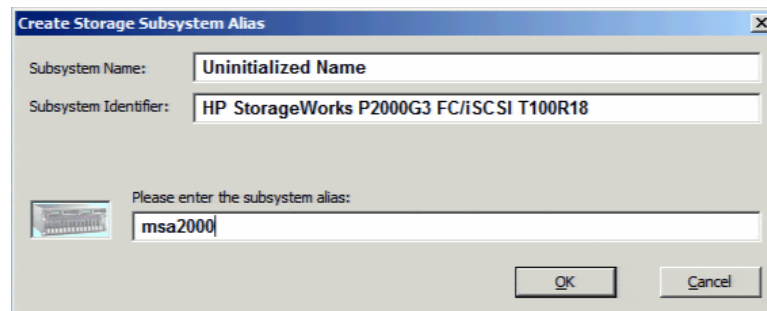 Create Storage Subsystem Alias
Subsystem Name: Uninitialized Name
Subsystem Identifier: HP StorageWorks P2000G3 FC/iSCSI T100R18
Please enter the subsystem alias:
msa2000
OK Cancel